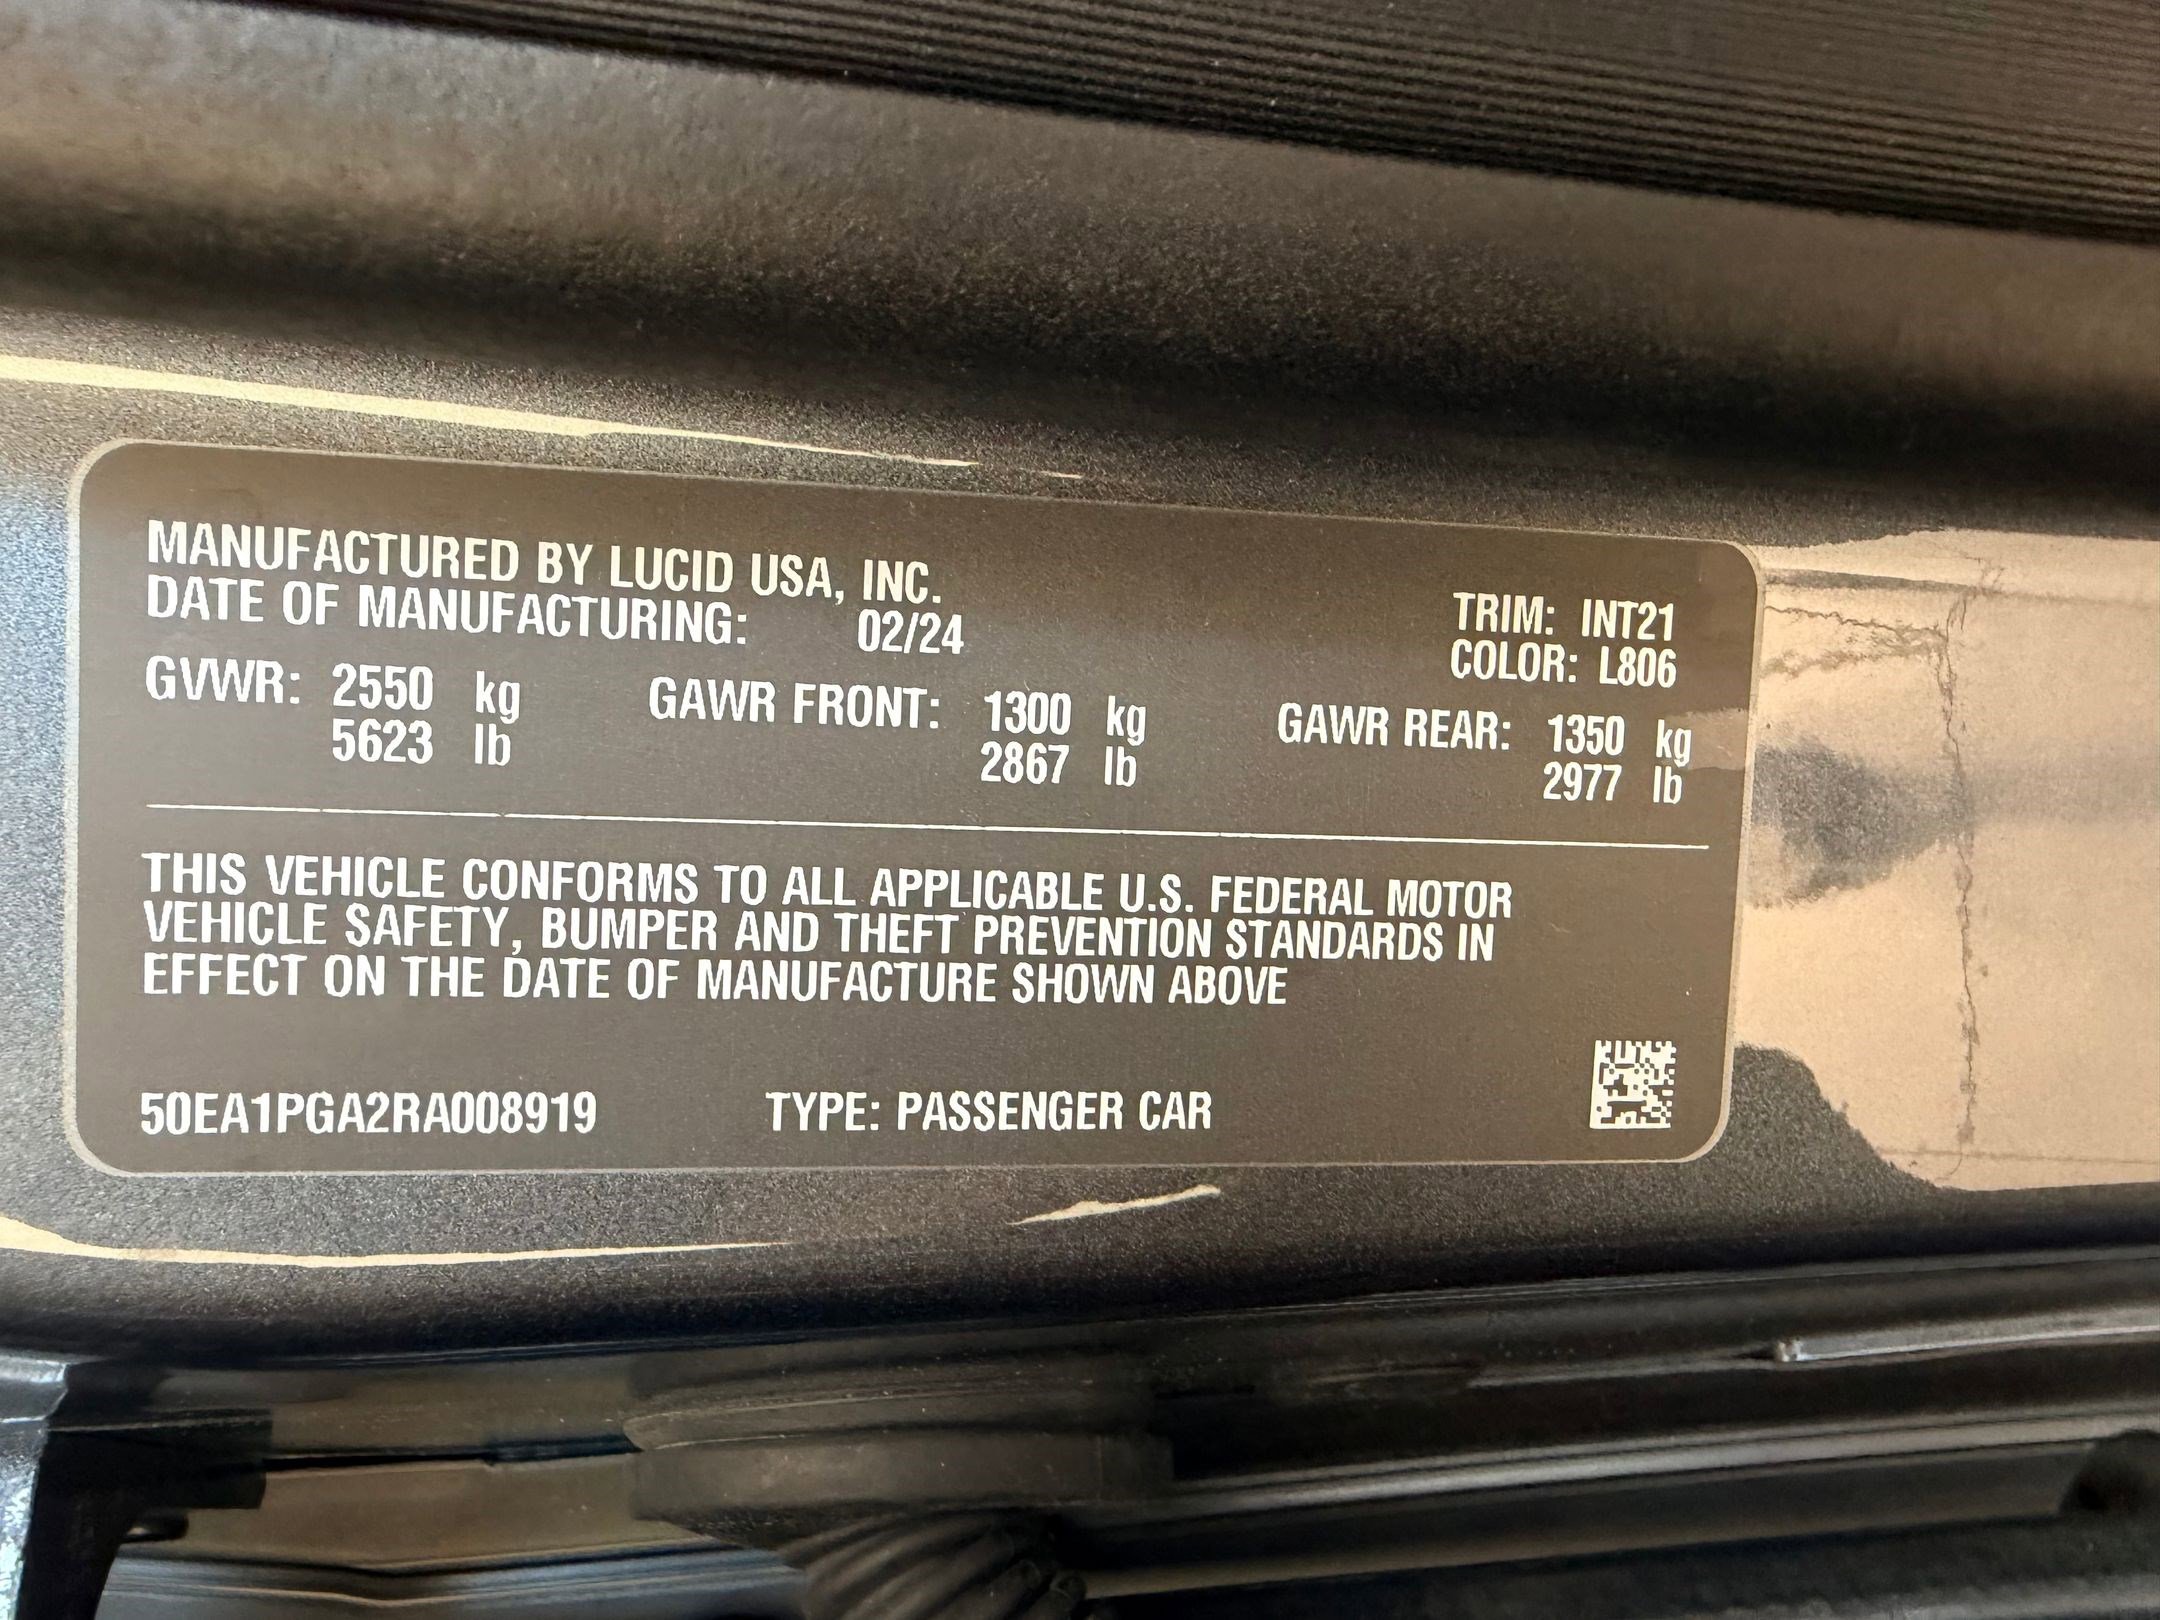 MANUFACTURED BY LUCID USA, INC.
DATE OF MANUFACTURING: 02/24
TRIM: INT21
COLOR: L806
GVWR: 2550 kg GAWR FRONT: 1300 kg GAWR REAR: 1350 kg
5623 lb 2867 lb 2977 lb
THIS VEHICLE CONFORMS TO ALL APPLICABLE U.S. FEDERAL MOTOR
VEHICLE SAFETY, BUMPER AND THEFT PREVENTION STANDARDS IN
EFFECT ON THE DATE OF MANUFACTURE SHOWN ABOVE
50EA1PGA2RA008919 TYPE: PASSENGER CAR